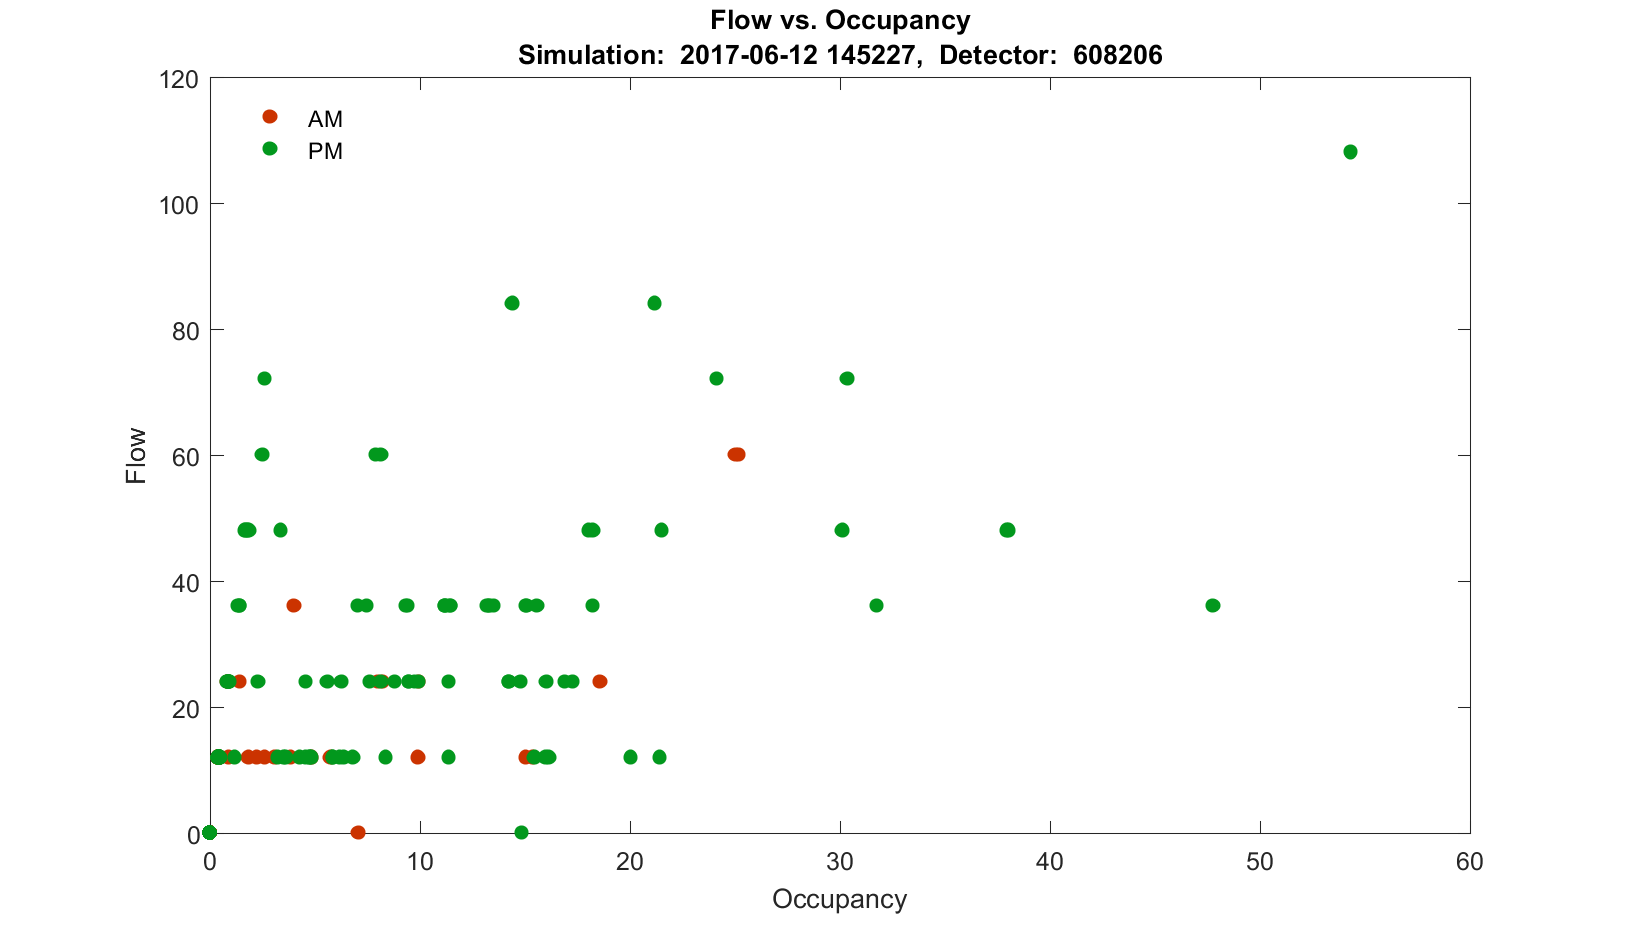 Flow vs. Occupancy
Simulation:  2017-06-12 145227,  Detector:  608206
120
AM
PM
100
80
60
Flow
40
20
0
0 10 20 30 40 50 60
Occupancy